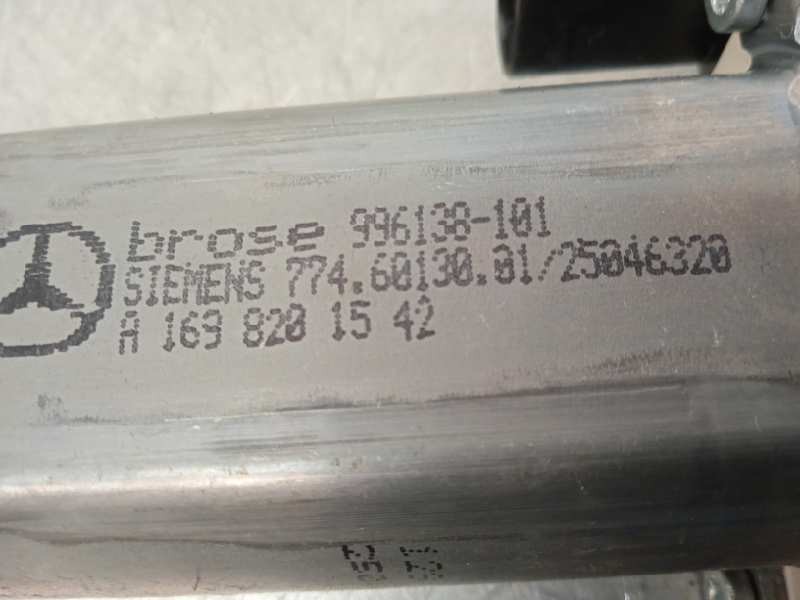 brose 996138-101
SIEMENS 774.60130.01/25046320
A 169 820 15 42